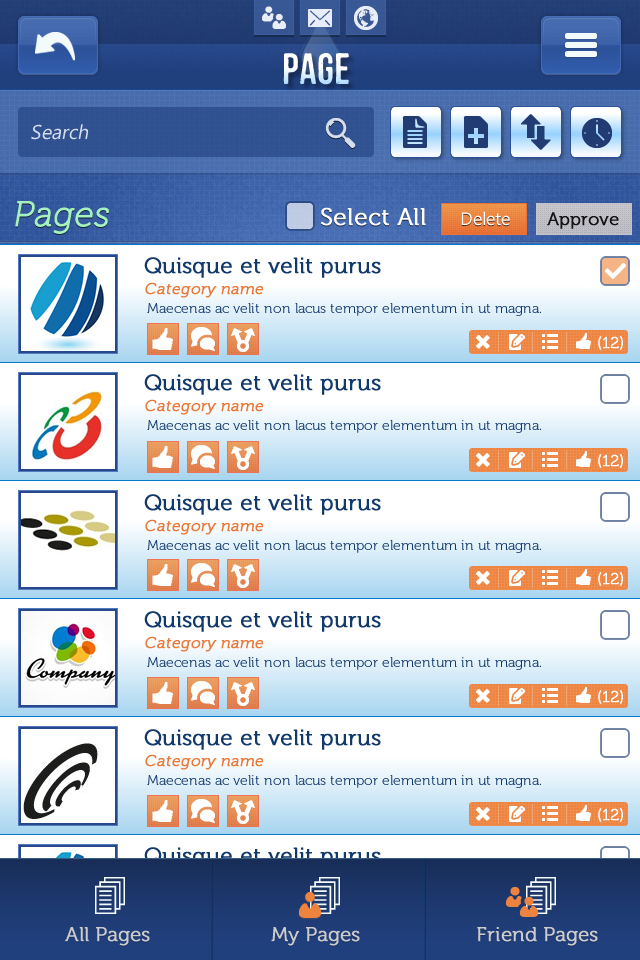 PAGE
Search
Pages
Select All
Delete
Approve
Quisque et velit purus
Category name
Maecenas ac velit non lacus tempor elementum in ut magna.
(12)
Quisque et velit purus
Category name
Maecenas ac velit non lacus tempor elementum in ut magna.
(12)
Quisque et velit purus
Category name
Maecenas ac velit non lacus tempor elementum in ut magna.
(12)
Company
Quisque et velit purus
Category name
Maecenas ac velit non lacus tempor elementum in ut magna.
(12)
Quisque et velit purus
Category name
Maecenas ac velit non lacus tempor elementum in ut magna.
(12)
Quisque et velit purus
All Pages
My Pages
Friend Pages